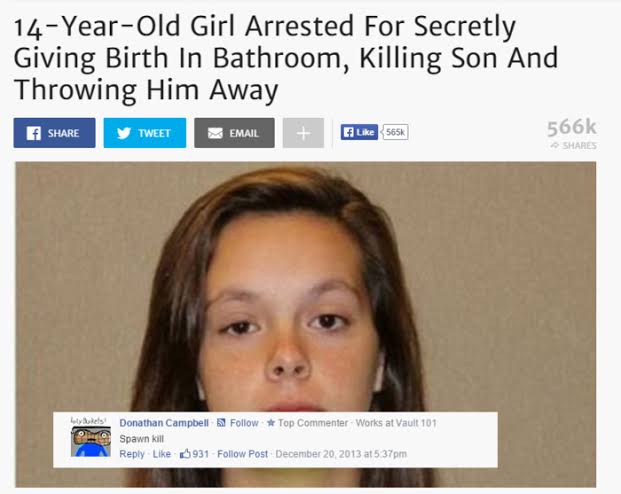 14-Year-Old Girl Arrested For Secretly
Giving Birth In Bathroom, Killing Son And
Throwing Him Away
SHARE TWEET EMAIL + Like 565k 566k
SHARES
Donathan Campbell · Follow · Top Commenter · Works at Vault 101
Spawn kill
Reply · Like · 931 · Follow Post · December 20, 2013 at 5:37pm